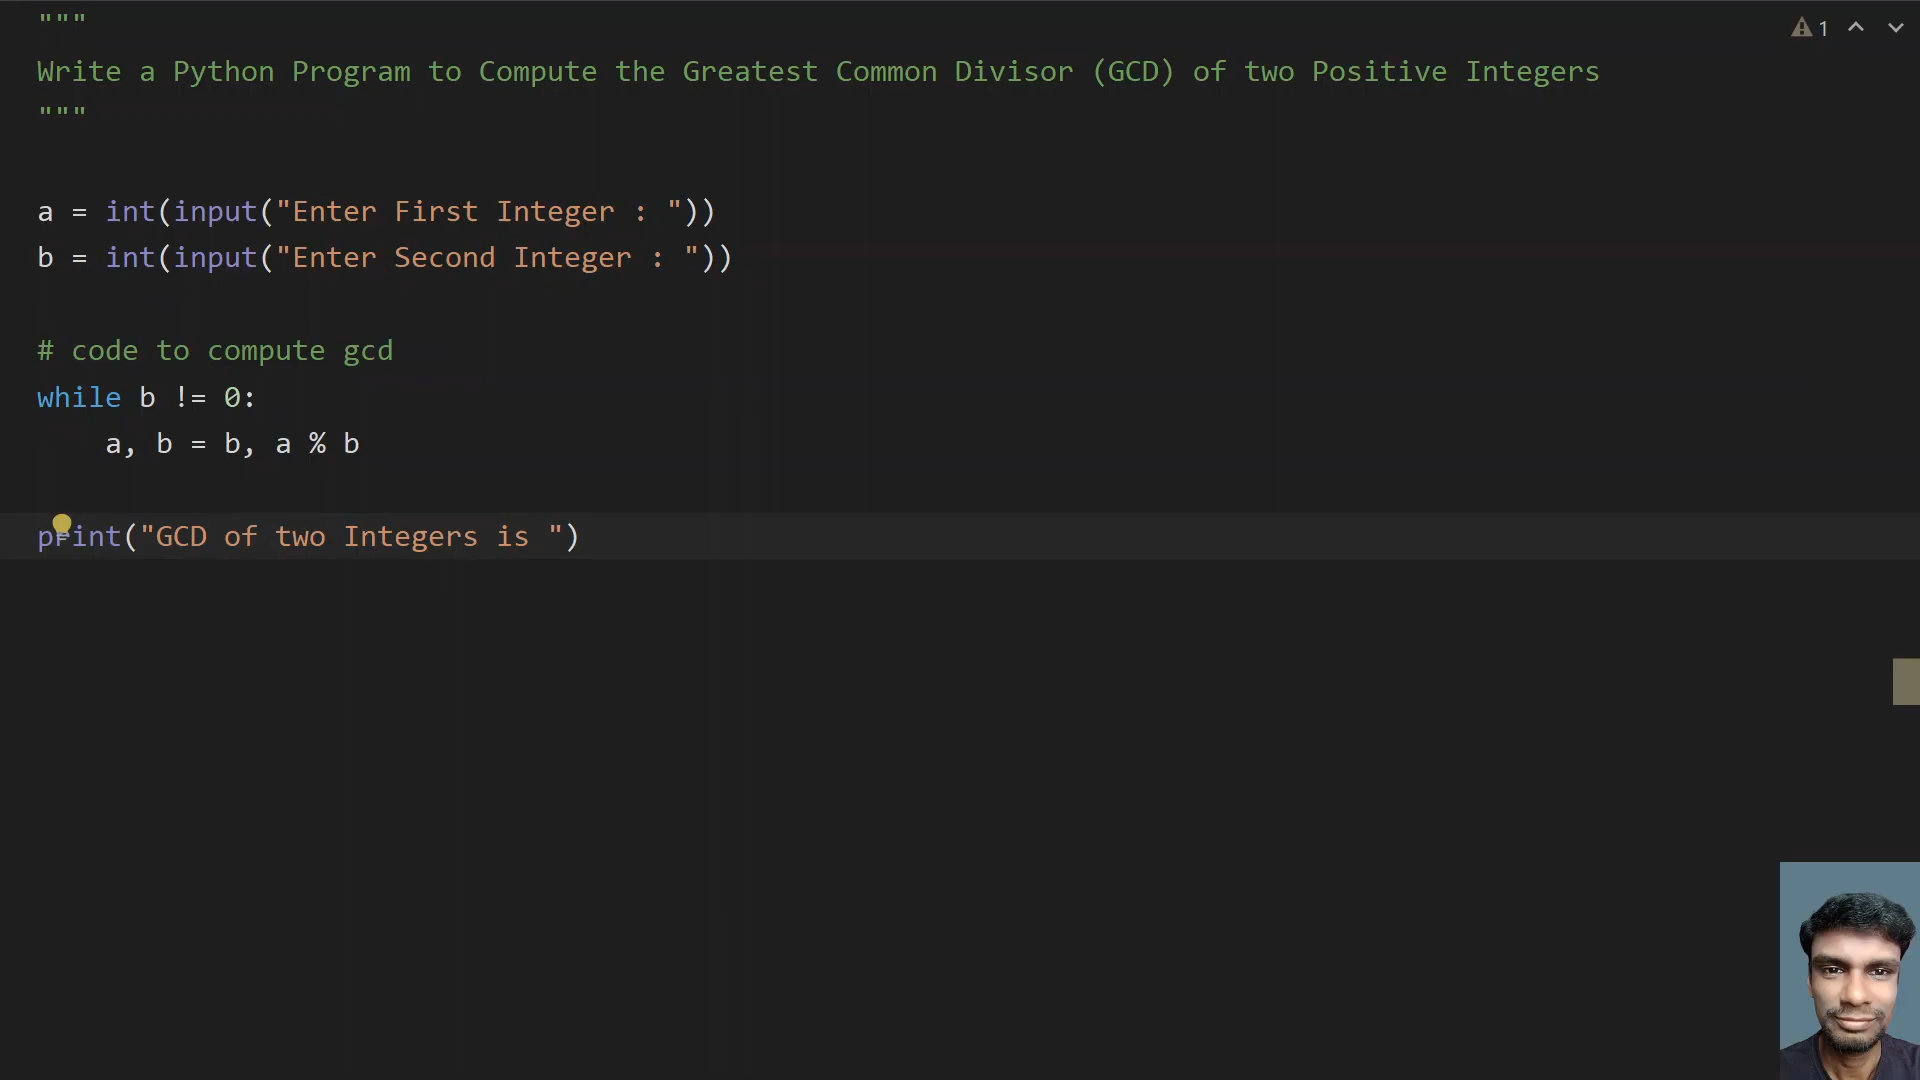 """
Write a Python Program to Compute the Greatest Common Divisor (GCD) of two Positive Integers
"""
a = int(input("Enter First Integer : "))
b = int(input("Enter Second Integer : "))
# code to compute gcd
while b != 0:
    a, b = b, a % b
print("GCD of two Integers is ")
1